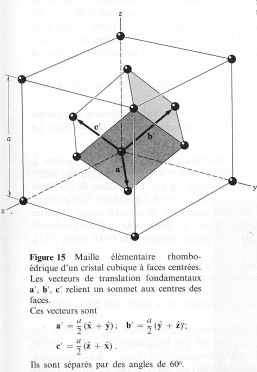 z
a
c'
b'
a'
x
y
Figure 15 Maille élémentaire rhombo-
édrique d'un cristal cubique à faces centrées.
Les vecteurs de translation fondamentaux
a', b', c' relient un sommet aux centres des
faces.
Ces vecteurs sont
a' = a/2 (x̂ + ŷ) ; b' = a/2 (ŷ + ẑ);
c' = a/2 (ẑ + x̂) .
Ils sont séparés par des angles de 60º.